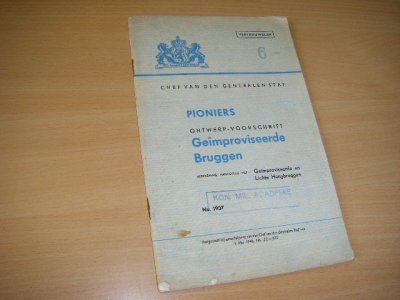 VERTROUWELIJK
6 -
CHEF VAN DEN GENERALEN STAF
PIONIERS
ONTWERP-VOORSCHRIFT
Geïmproviseerde
Bruggen
Geïmproviseerde en
Lichte Hulpbruggen
KON. MIL. ACADEMIE
No. 1937